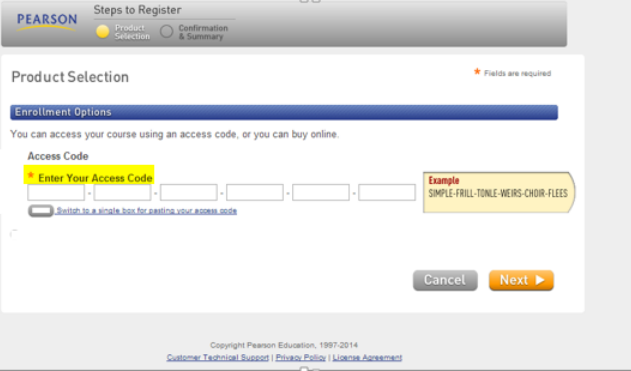 PEARSON
Steps to Register
Product Selection
Confirmation & Summary
Product Selection
* Fields are required
Enrollment Options
You can access your course using an access code, or you can buy online.
Access Code
* Enter Your Access Code
- - - - -
Example
SIMPLE-FRILL-TONLE-WEIRS-CHOIR-FLEES
Switch to a single box for pasting your access code
Cancel
Next
Copyright Pearson Education, 1997-2014
Customer Technical Support | Privacy Policy | License Agreement